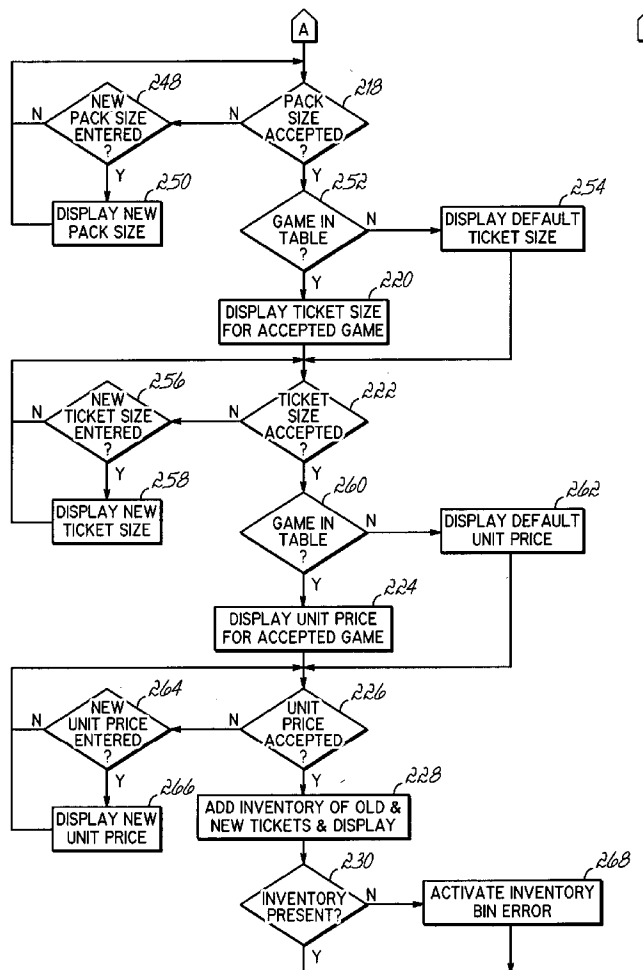 A
248
218
NEW
PACK SIZE
ENTERED
?
N
N
PACK
SIZE
ACCEPTED
?
Y
Y
250
DISPLAY NEW
PACK SIZE
252
GAME IN
TABLE
?
N
Y
254
DISPLAY DEFAULT
TICKET SIZE
220
DISPLAY TICKET SIZE
FOR ACCEPTED GAME
256
222
NEW
TICKET SIZE
ENTERED
?
N
N
TICKET
SIZE
ACCEPTED
?
Y
Y
258
DISPLAY NEW
TICKET SIZE
260
GAME IN
TABLE
?
N
Y
262
DISPLAY DEFAULT
UNIT PRICE
224
DISPLAY UNIT PRICE
FOR ACCEPTED GAME
264
226
NEW
UNIT PRICE
ENTERED
?
N
N
UNIT
PRICE
ACCEPTED
?
Y
Y
266
DISPLAY NEW
UNIT PRICE
228
ADD INVENTORY OF OLD &
NEW TICKETS & DISPLAY
230
INVENTORY
PRESENT?
N
Y
268
ACTIVATE INVENTORY
BIN ERROR